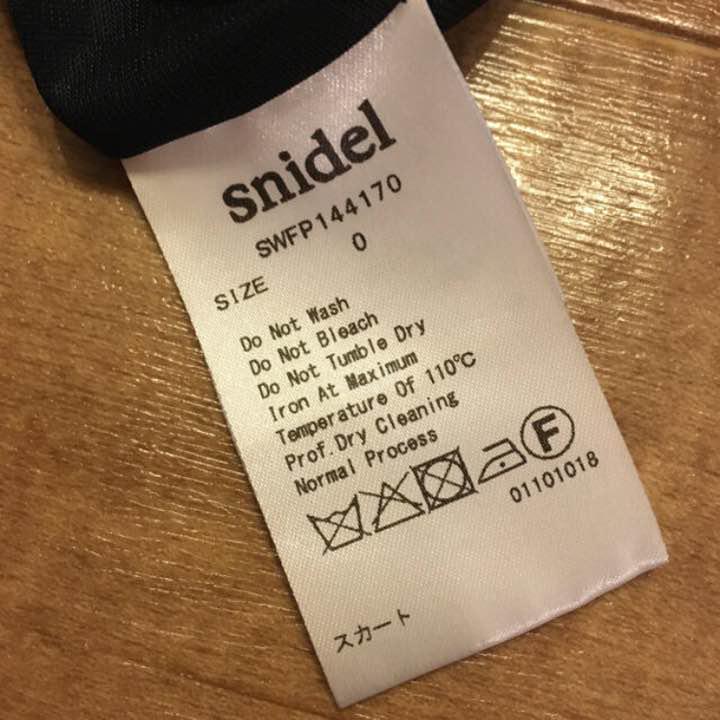 snidel
SWFP144170
SIZE 0
Do Not Wash
Do Not Bleach
Do Not Tumble Dry
Iron At Maximum
Temperature Of 110℃
Prof.Dry Cleaning
Normal Process
F
01101018
スカート